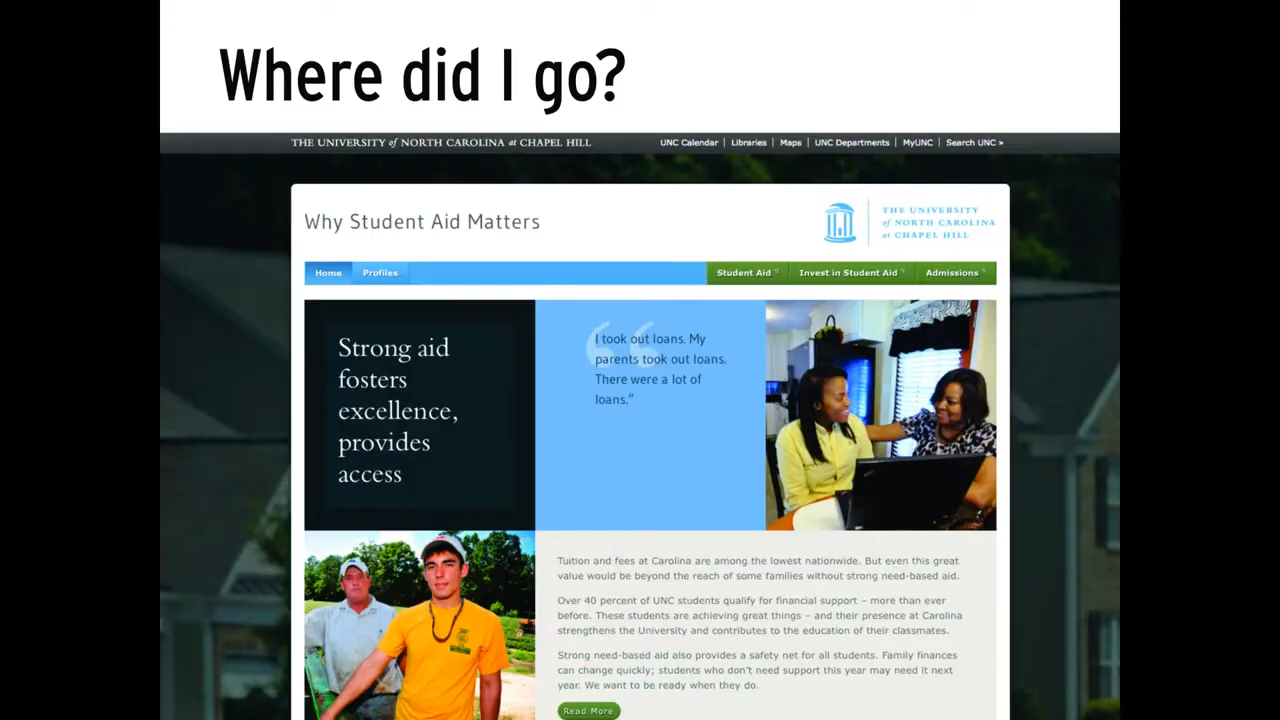 Where did I go?
THE UNIVERSITY of NORTH CAROLINA at CHAPEL HILL
UNC Calendar | Libraries | Maps | UNC Departments | MyUNC | Search UNC »
Why Student Aid Matters
THE UNIVERSITY
of NORTH CAROLINA
at CHAPEL HILL
Home Profiles Student Aid Invest in Student Aid Admissions
Strong aid
fosters
excellence,
provides
access
“I took out loans. My
parents took out loans.
There were a lot of
loans.”
Tuition and fees at Carolina are among the lowest nationwide. But even this great
value would be beyond the reach of some families without strong need-based aid.
Over 40 percent of UNC students qualify for financial support – more than ever
before. These students are achieving great things – and their presence at Carolina
strengthens the University and contributes to the education of their classmates.
Strong need-based aid also provides a safety net for all students. Family finances
can change quickly; students who don't need support this year may need it next
year. We want to be ready when they do.
Read More